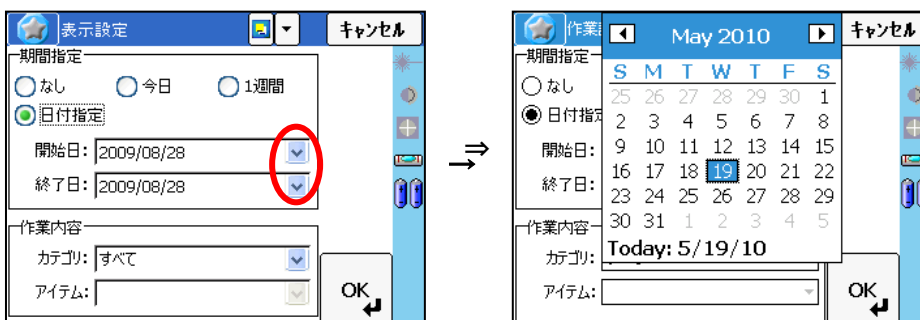 表示設定
キャンセル
期間指定
なし
今日
1週間
日付指定
開始日: 2009/08/28
終了日: 2009/08/28
作業内容
カテゴリ: すべて
アイテム:
OK
⇒
→
作業
キャンセル
May 2010
期間指定
なし
日付指定
開始日:
終了日:
S M T W T F S
25 26 27 28 29 30 1
2 3 4 5 6 7 8
9 10 11 12 13 14 15
16 17 18 19 20 21 22
23 24 25 26 27 28 29
30 31 1 2 3 4 5
Today: 5/19/10
作業内容
カテゴリ:
アイテム:
OK